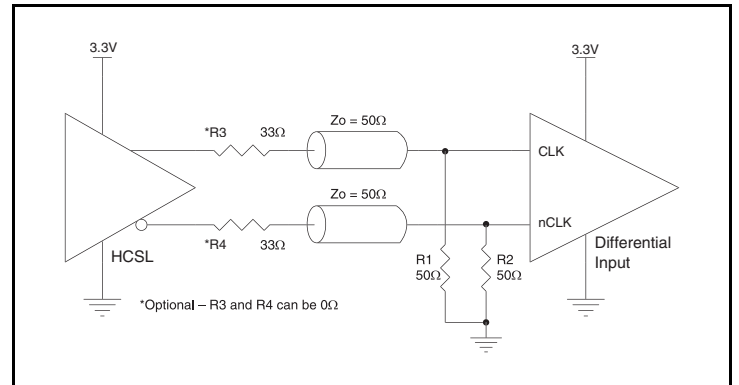 3.3V
3.3V
*R3 33Ω
Zo = 50Ω
CLK
Zo = 50Ω
nCLK
*R4 33Ω
HCSL
R1
50Ω
R2
50Ω
Differential
Input
*Optional – R3 and R4 can be 0Ω